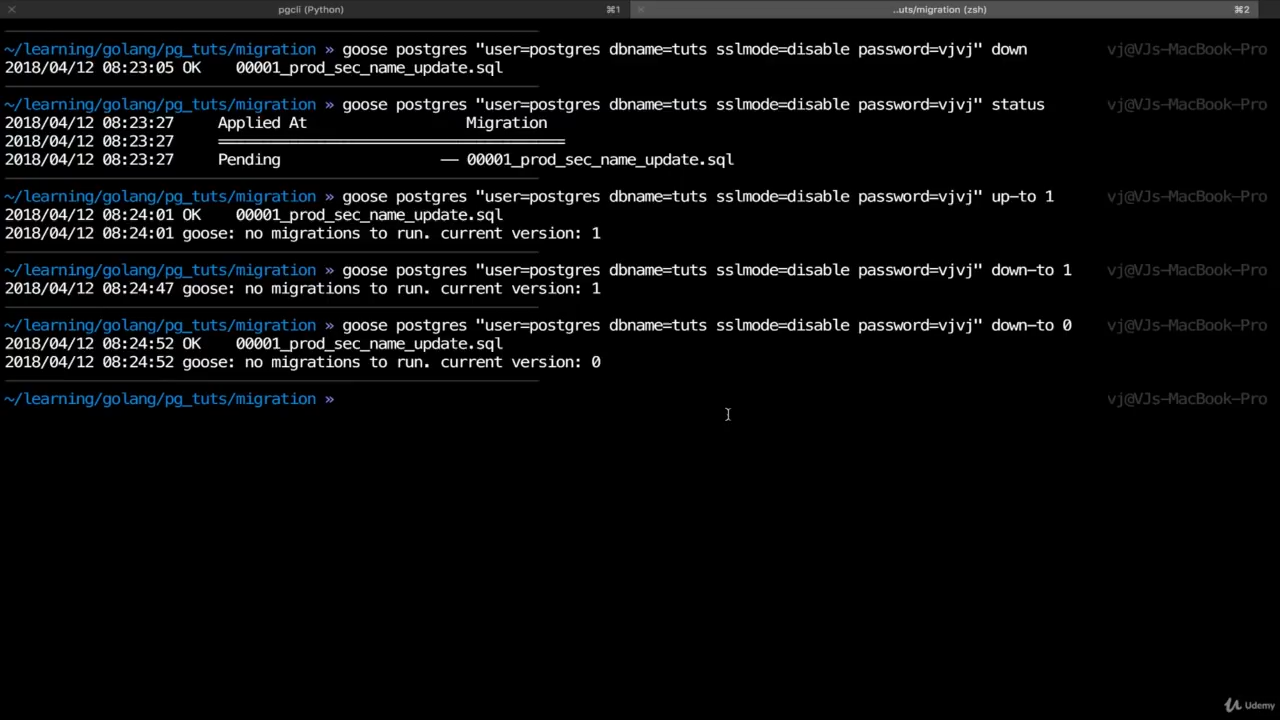 pgcli (Python) ⌘1 ..uts/migration (zsh) ⌘2
~/learning/golang/pg_tuts/migration » goose postgres "user=postgres dbname=tuts sslmode=disable password=vjvj" down vj@VJs-MacBook-Pro
2018/04/12 08:23:05 OK 00001_prod_sec_name_update.sql
~/learning/golang/pg_tuts/migration » goose postgres "user=postgres dbname=tuts sslmode=disable password=vjvj" status vj@VJs-MacBook-Pro
2018/04/12 08:23:27 Applied At Migration
2018/04/12 08:23:27 =======================================
2018/04/12 08:23:27 Pending -- 00001_prod_sec_name_update.sql
~/learning/golang/pg_tuts/migration » goose postgres "user=postgres dbname=tuts sslmode=disable password=vjvj" up-to 1 vj@VJs-MacBook-Pro
2018/04/12 08:24:01 OK 00001_prod_sec_name_update.sql
2018/04/12 08:24:01 goose: no migrations to run. current version: 1
~/learning/golang/pg_tuts/migration » goose postgres "user=postgres dbname=tuts sslmode=disable password=vjvj" down-to 1 vj@VJs-MacBook-Pro
2018/04/12 08:24:47 goose: no migrations to run. current version: 1
~/learning/golang/pg_tuts/migration » goose postgres "user=postgres dbname=tuts sslmode=disable password=vjvj" down-to 0 vj@VJs-MacBook-Pro
2018/04/12 08:24:52 OK 00001_prod_sec_name_update.sql
2018/04/12 08:24:52 goose: no migrations to run. current version: 0
~/learning/golang/pg_tuts/migration » vj@VJs-MacBook-Pro
Udemy